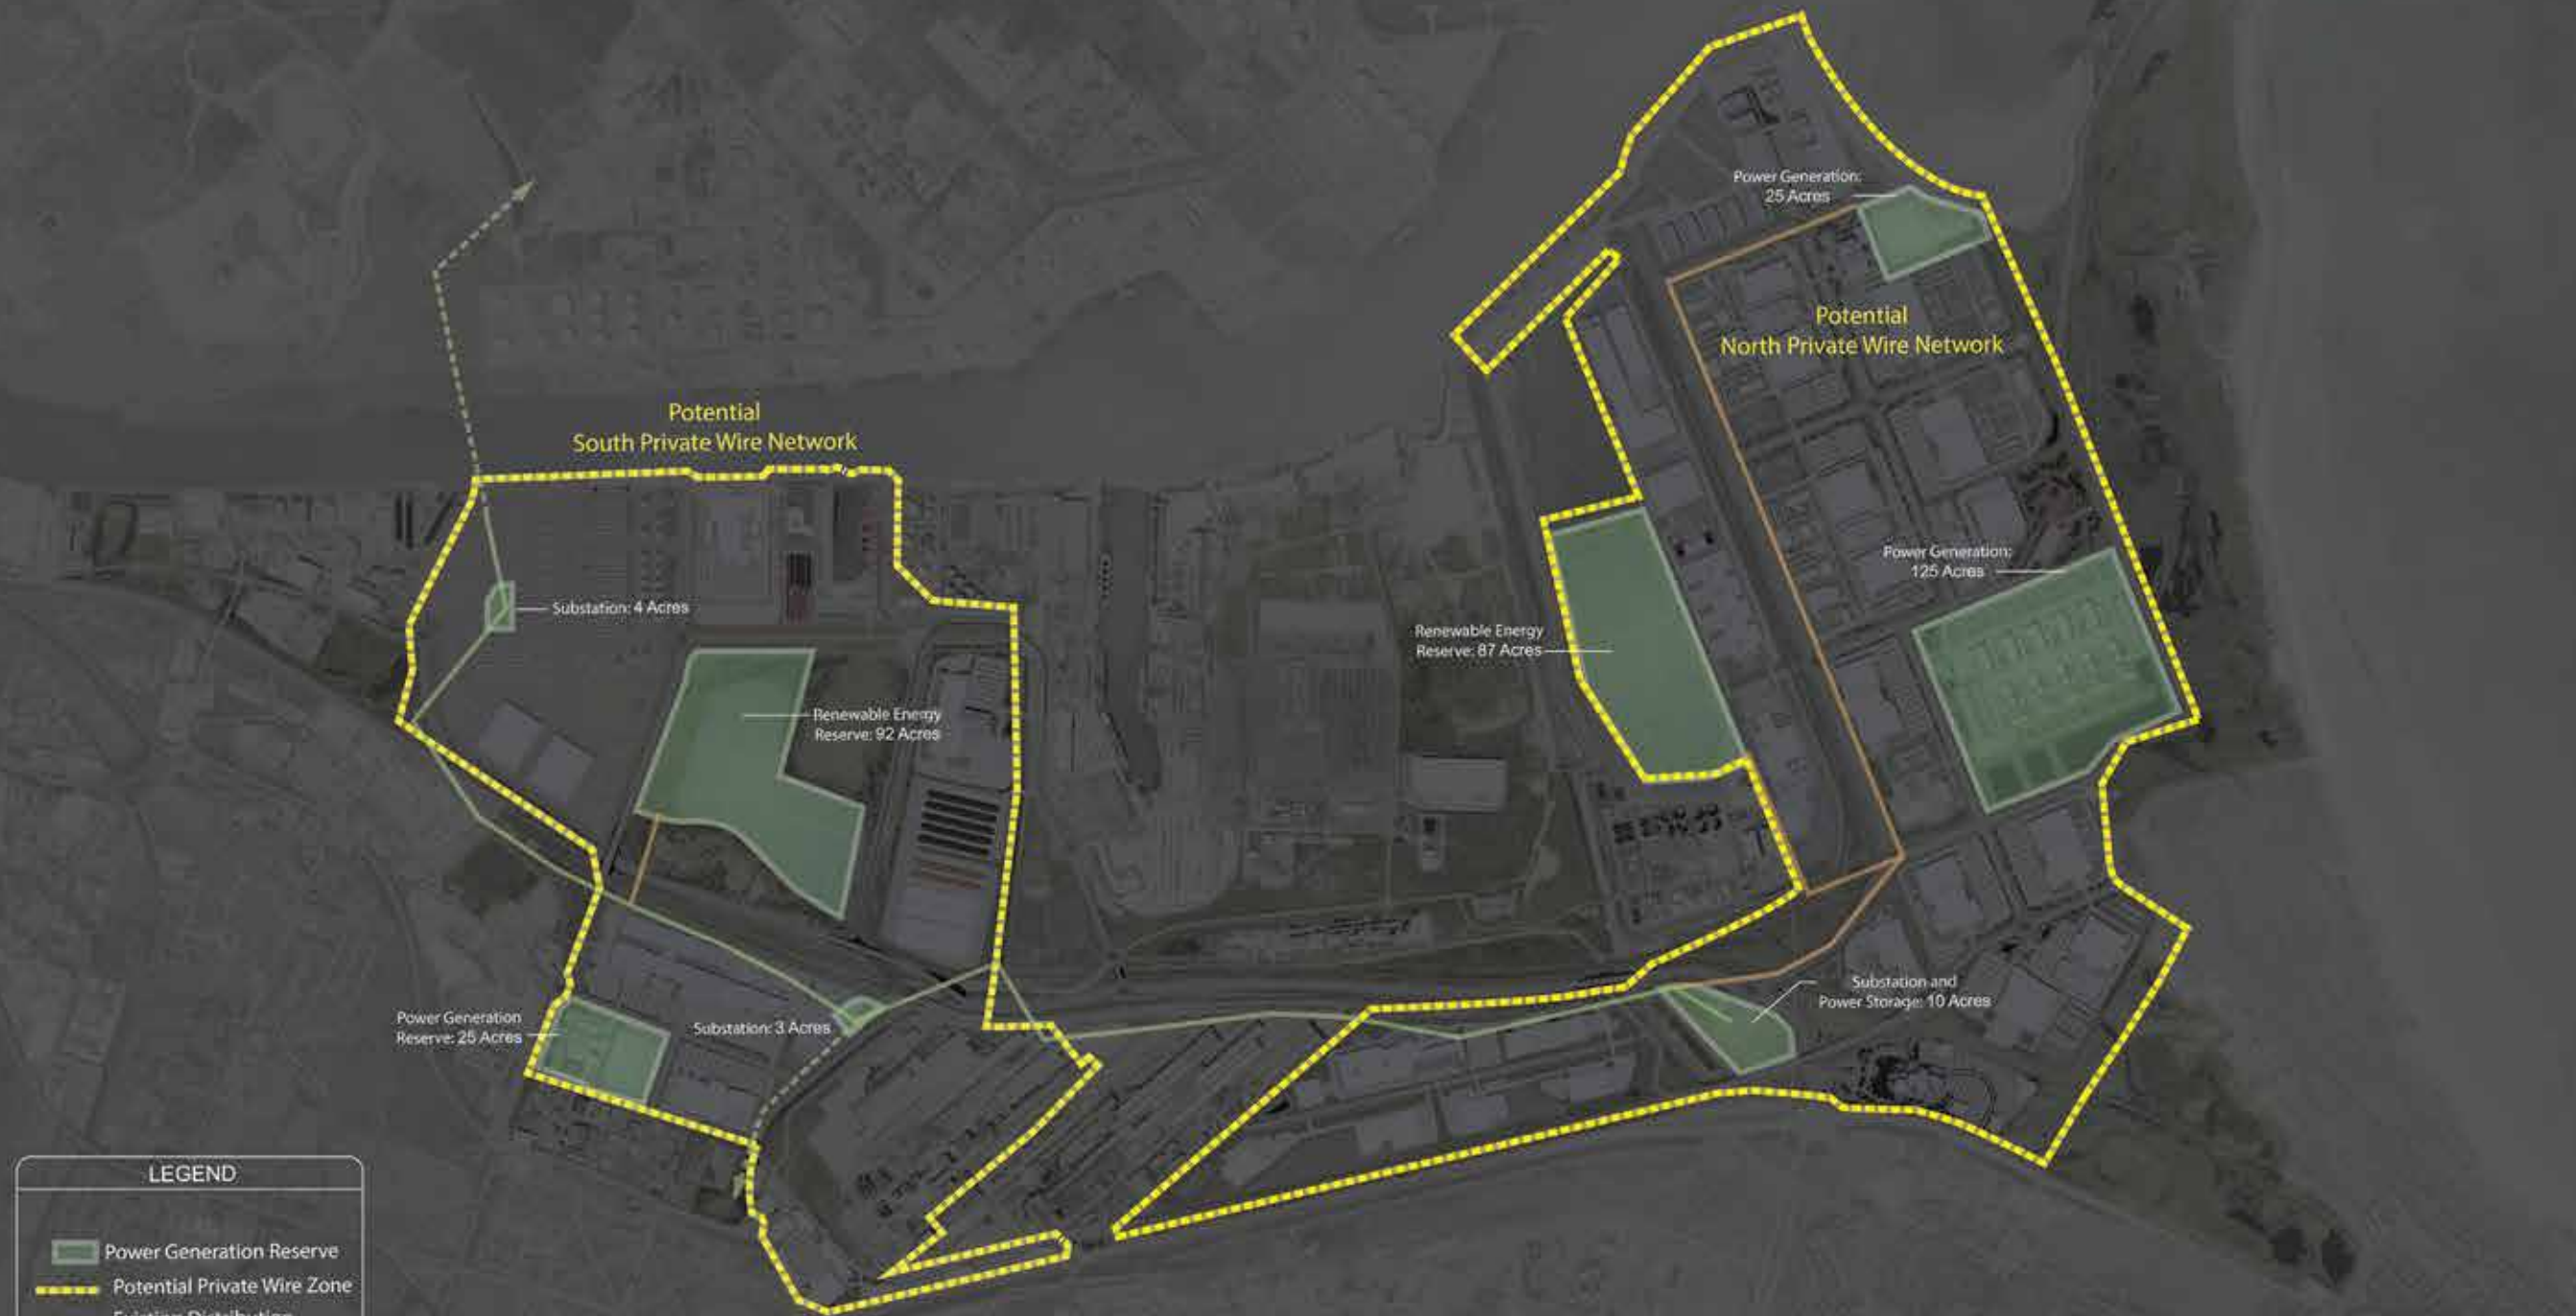 Power Generation:
25 Acres
Potential
North Private Wire Network
Potential
South Private Wire Network
Power Generation:
125 Acres
Substation: 4 Acres
Renewable Energy
Reserve: 87 Acres
Renewable Energy
Reserve: 92 Acres
Substation and
Power Storage: 10 Acres
Power Generation
Reserve: 25 Acres
Substation: 3 Acres
LEGEND
Power Generation Reserve
Potential Private Wire Zone
Existing Distribution